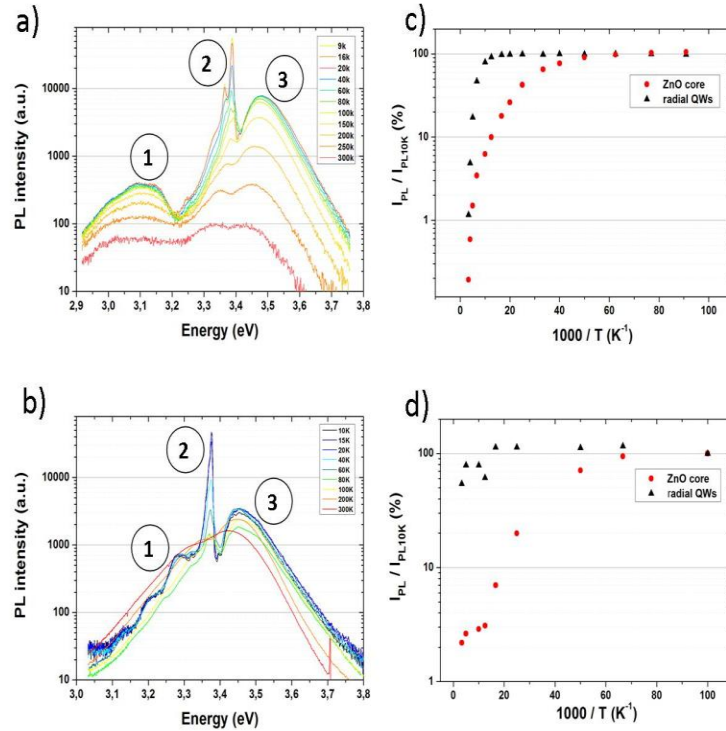 a)
1
2
3
9k
16k
20k
40k
60k
80k
100k
150k
200k
250k
300k
PL intensity (a.u.)
10000
1000
100
10
2,9 3,0 3,1 3,2 3,3 3,4 3,5 3,6 3,7 3,8
Energy (eV)
c)
I_PL / I_PL10K (%)
100
10
1
ZnO core
radial QWs
0 20 40 60 80 100
1000 / T (K⁻¹)
b)
1
2
3
10K
15K
20K
40K
60K
80K
100K
200K
300K
PL intensity (a.u.)
10000
1000
100
10
3,0 3,1 3,2 3,3 3,4 3,5 3,6 3,7 3,8
Energy (eV)
d)
I_PL / I_PL10K (%)
100
10
1
ZnO core
radial QWs
0 20 40 60 80 100
1000 / T (K⁻¹)